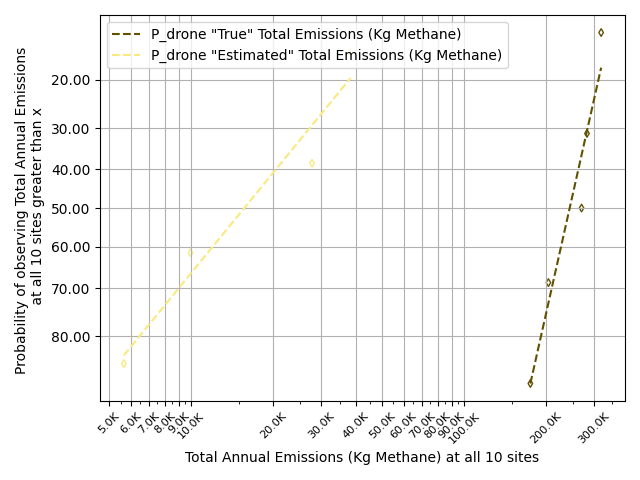 P_drone "True" Total Emissions (Kg Methane)
P_drone "Estimated" Total Emissions (Kg Methane)
Probability of observing Total Annual Emissions
at all 10 sites greater than x
20.00
30.00
40.00
50.00
60.00
70.00
80.00
5.0K
6.0K
7.0K
8.0K
9.0K
10.0K
20.0K
30.0K
40.0K
50.0K
60.0K
70.0K
80.0K
90.0K
100.0K
200.0K
300.0K
Total Annual Emissions (Kg Methane) at all 10 sites